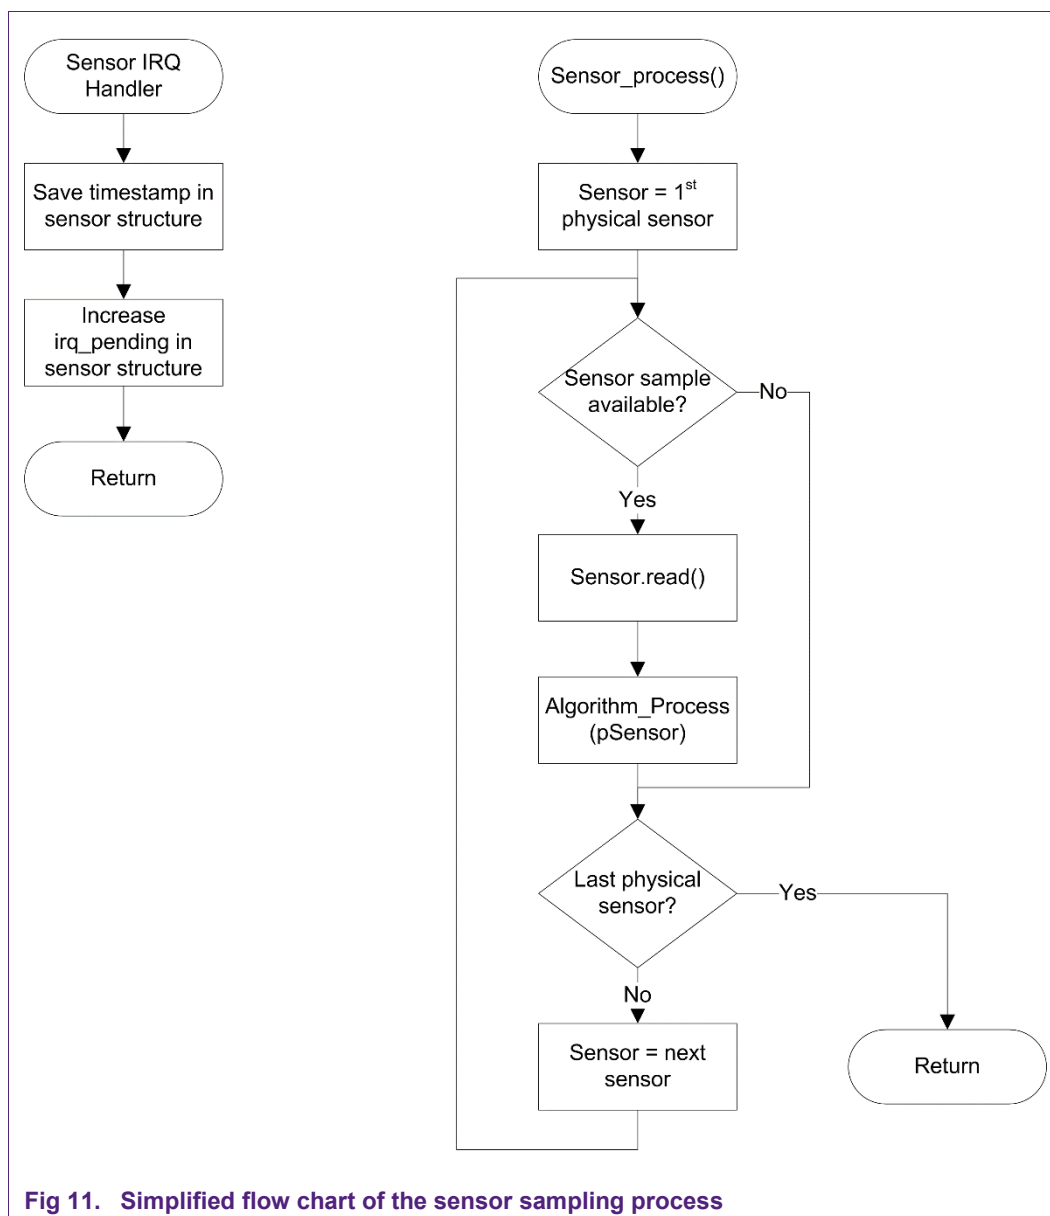 Sensor IRQ
Handler
Save timestamp in
sensor structure
Increase
irq_pending in
sensor structure
Return
Sensor_process()
Sensor = 1st
physical sensor
Sensor sample
available?
No
Yes
Sensor.read()
Algorithm_Process
(pSensor)
Last physical
sensor?
Yes
No
Sensor = next
sensor
Return
Fig 11. Simplified flow chart of the sensor sampling process